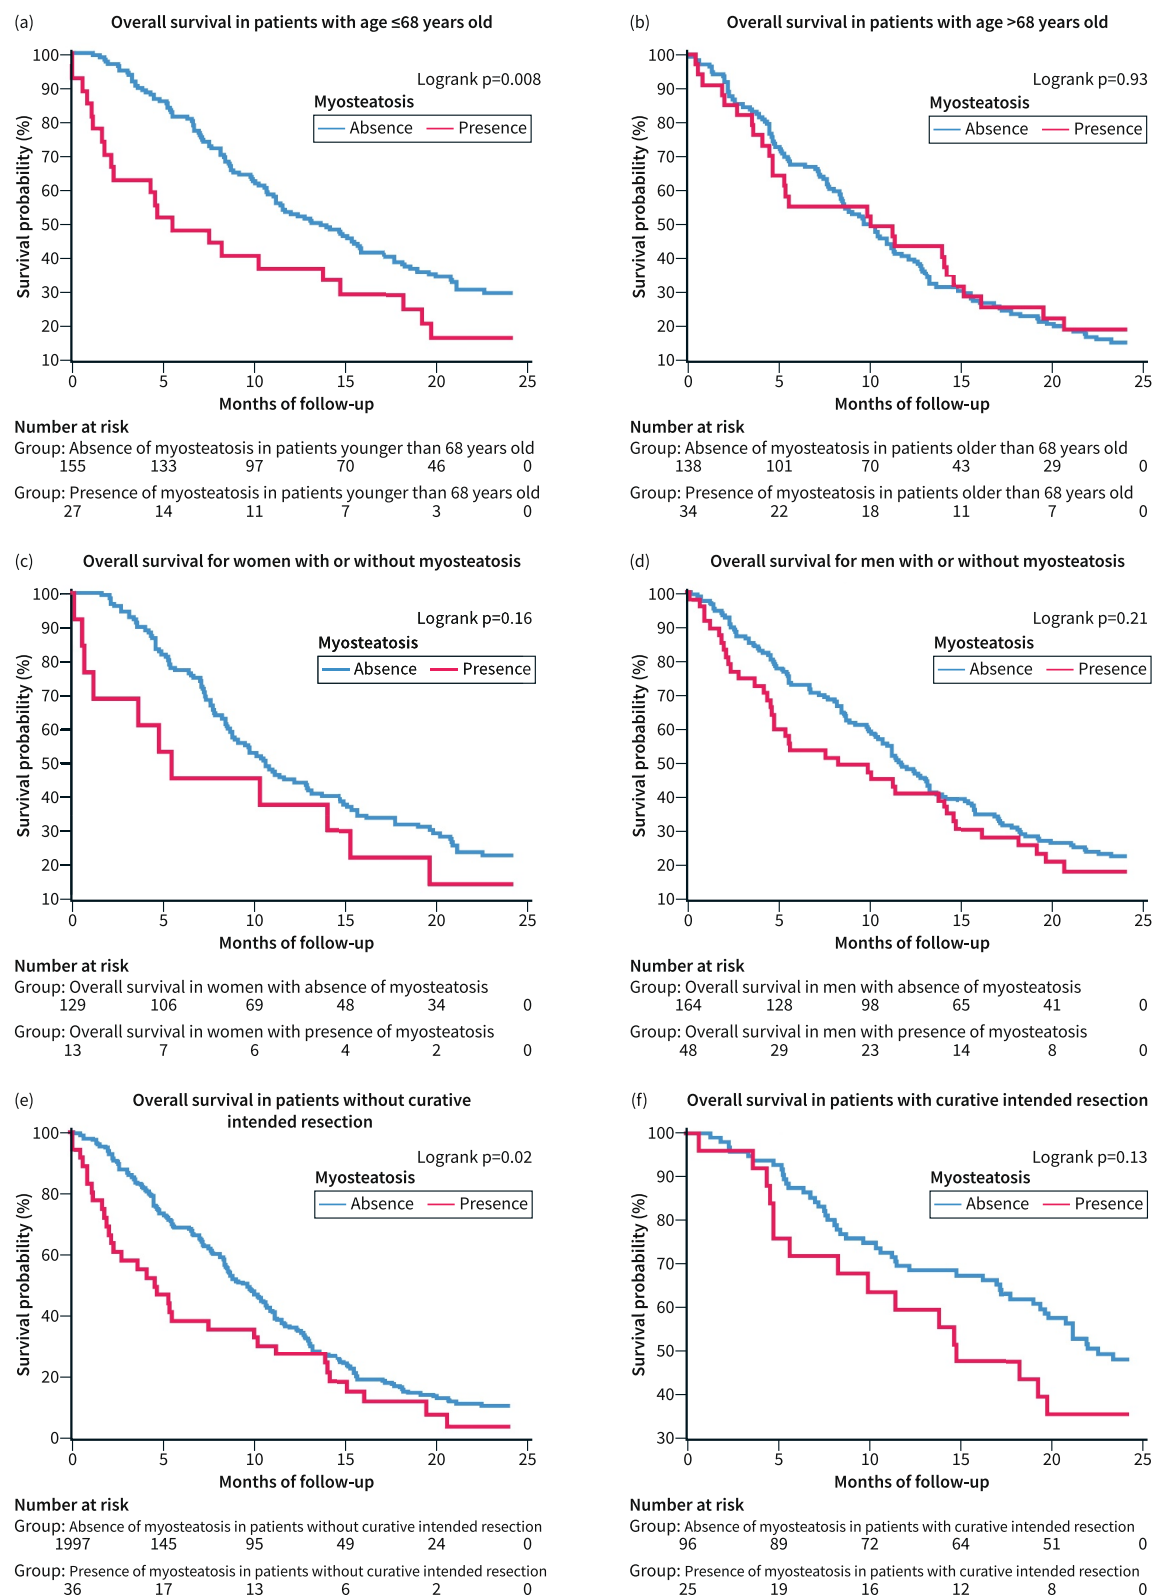 (a) Overall survival in patients with age ≤68 years old
Logrank p=0.008
Myosteatosis
Absence Presence
Survival probability (%)
100
90
80
70
60
50
40
30
20
10
0 5 10 15 20 25
Months of follow-up
Number at risk
Group: Absence of myosteatosis in patients younger than 68 years old
155 133 97 70 46 0
Group: Presence of myosteatosis in patients younger than 68 years old
27 14 11 7 3 0
(b) Overall survival in patients with age >68 years old
Logrank p=0.93
Myosteatosis
Absence Presence
Survival probability (%)
100
90
80
70
60
50
40
30
20
10
0 5 10 15 20 25
Months of follow-up
Number at risk
Group: Absence of myosteatosis in patients older than 68 years old
138 101 70 43 29 0
Group: Presence of myosteatosis in patients older than 68 years old
34 22 18 11 7 0
(c) Overall survival for women with or without myosteatosis
Logrank p=0.16
Myosteatosis
Absence Presence
Survival probability (%)
100
90
80
70
60
50
40
30
20
10
0 5 10 15 20 25
Months of follow-up
Number at risk
Group: Overall survival in women with absence of myosteatosis
129 106 69 48 34 0
Group: Overall survival in women with presence of myosteatosis
13 7 6 4 2 0
(d) Overall survival for men with or without myosteatosis
Logrank p=0.21
Myosteatosis
Absence Presence
Survival probability (%)
100
90
80
70
60
50
40
30
20
10
0 5 10 15 20 25
Months of follow-up
Number at risk
Group: Overall survival in men with absence of myosteatosis
164 128 98 65 41 0
Group: Overall survival in men with presence of myosteatosis
48 29 23 14 8 0
(e) Overall survival in patients without curative
intended resection
Logrank p=0.02
Myosteatosis
Absence Presence
Survival probability (%)
100
80
60
40
20
0
0 5 10 15 20 25
Months of follow-up
Number at risk
Group: Absence of myosteatosis in patients without curative intended resection
1997 145 95 49 24 0
Group: Presence of myosteatosis in patients without curative intended resection
36 17 13 6 2 0
(f) Overall survival in patients with curative intended resection
Logrank p=0.13
Myosteatosis
Absence Presence
Survival probability (%)
100
90
80
70
60
50
40
30
0 5 10 15 20 25
Months of follow-up
Number at risk
Group: Absence of myosteatosis in patients with curative intended resection
96 89 72 64 51 0
Group: Presence of myosteatosis in patients with curative intended resection
25 19 16 12 8 0